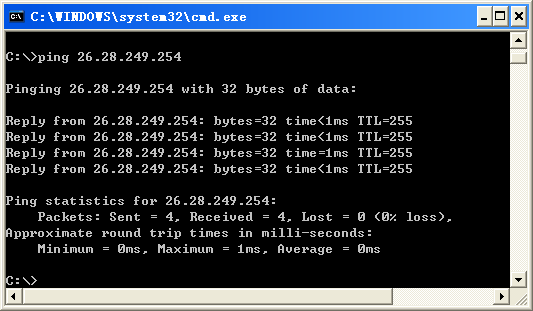 C:\WINDOWS\system32\cmd.exe
C:\>ping 26.28.249.254
Pinging 26.28.249.254 with 32 bytes of data:
Reply from 26.28.249.254: bytes=32 time<1ms TTL=255
Reply from 26.28.249.254: bytes=32 time<1ms TTL=255
Reply from 26.28.249.254: bytes=32 time=1ms TTL=255
Reply from 26.28.249.254: bytes=32 time<1ms TTL=255
Ping statistics for 26.28.249.254:
    Packets: Sent = 4, Received = 4, Lost = 0 (0% loss),
Approximate round trip times in milli-seconds:
    Minimum = 0ms, Maximum = 1ms, Average = 0ms
C:\>